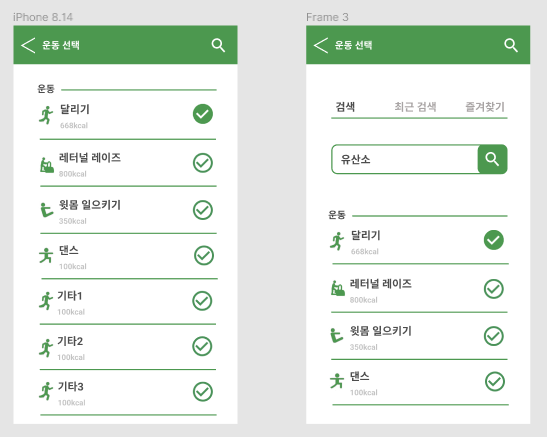 iPhone 8.14
운동 선택
운동
달리기
668kcal
레터널 레이즈
800kcal
윗몸 일으키기
350kcal
댄스
100kcal
기타1
100kcal
기타2
100kcal
기타3
100kcal
Frame 3
운동 선택
검색 최근 검색 즐겨찾기
유산소
운동
달리기
668kcal
레터널 레이즈
800kcal
윗몸 일으키기
350kcal
댄스
100kcal